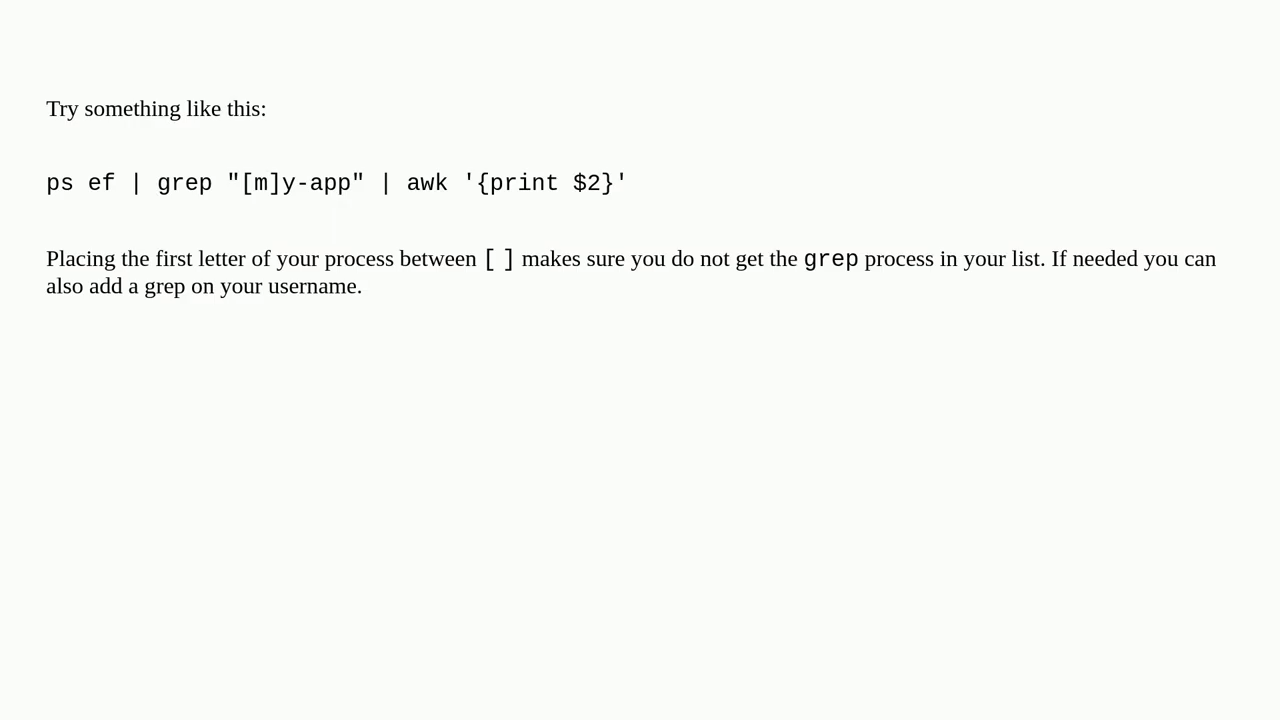 Try something like this:
ps ef | grep "[m]y-app" | awk '{print $2}'
Placing the first letter of your process between [ ] makes sure you do not get the grep process in your list. If needed you can
also add a grep on your username.